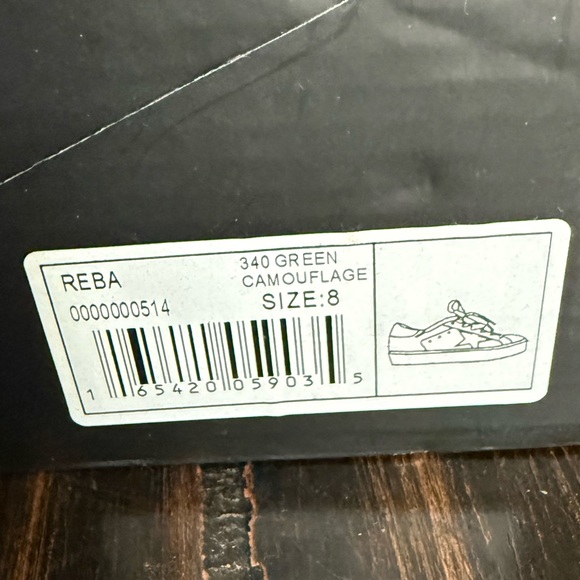 REBA
0000000514
340 GREEN
CAMOUFLAGE
SIZE:8
1 65420 05903 5